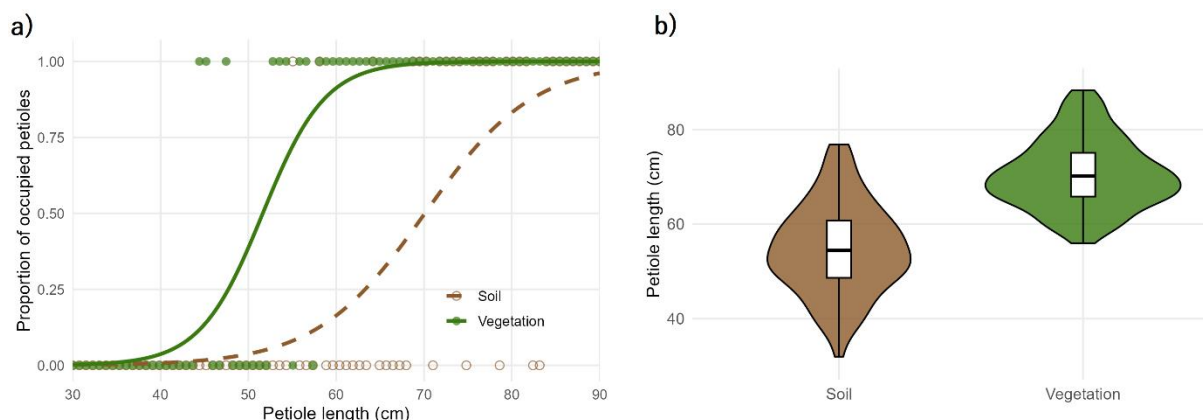 a)
Proportion of occupied petioles
1.00
0.75
0.50
0.25
0.00
Soil
Vegetation
30 40 50 60 70 80 90
Petiole length (cm)
b)
Petiole length (cm)
80
60
40
Soil Vegetation